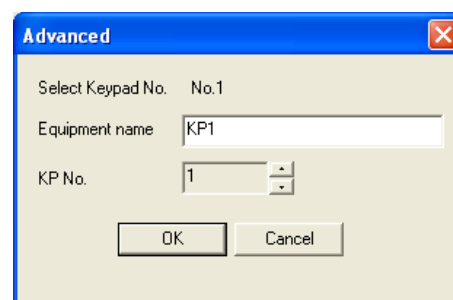 Advanced
Select Keypad No. No.1
Equipment name KP1
KP No. 1
OK Cancel